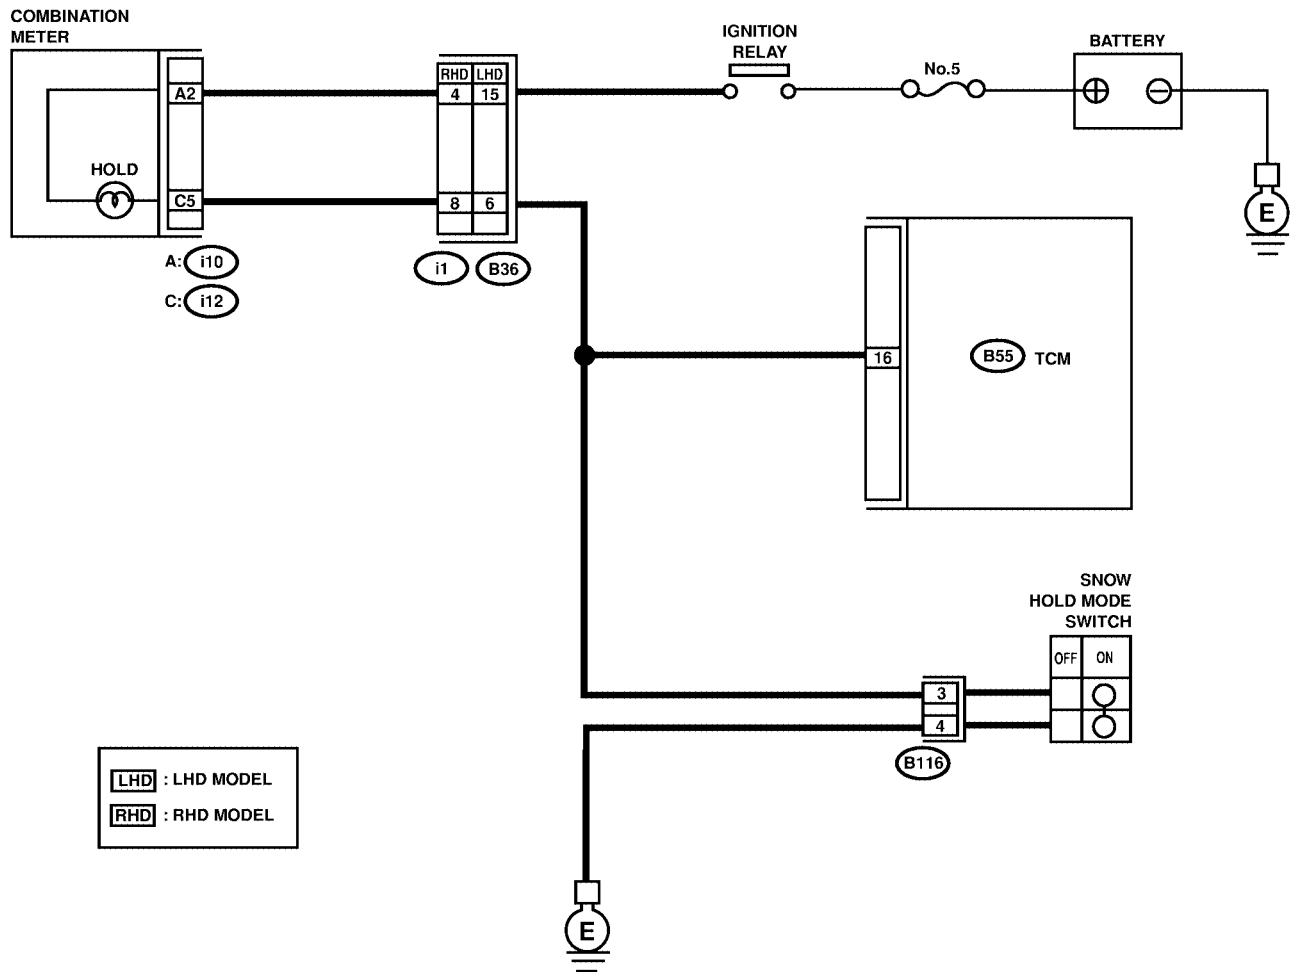 COMBINATION
METER
IGNITION
RELAY
BATTERY
No.5
RHD LHD
A2
4 15
HOLD
C5
8 6
E
A: i10
i1 B36
C: i12
16
B55 TCM
SNOW
HOLD MODE
SWITCH
OFF ON
3
4
B116
LHD : LHD MODEL
RHD : RHD MODEL
E